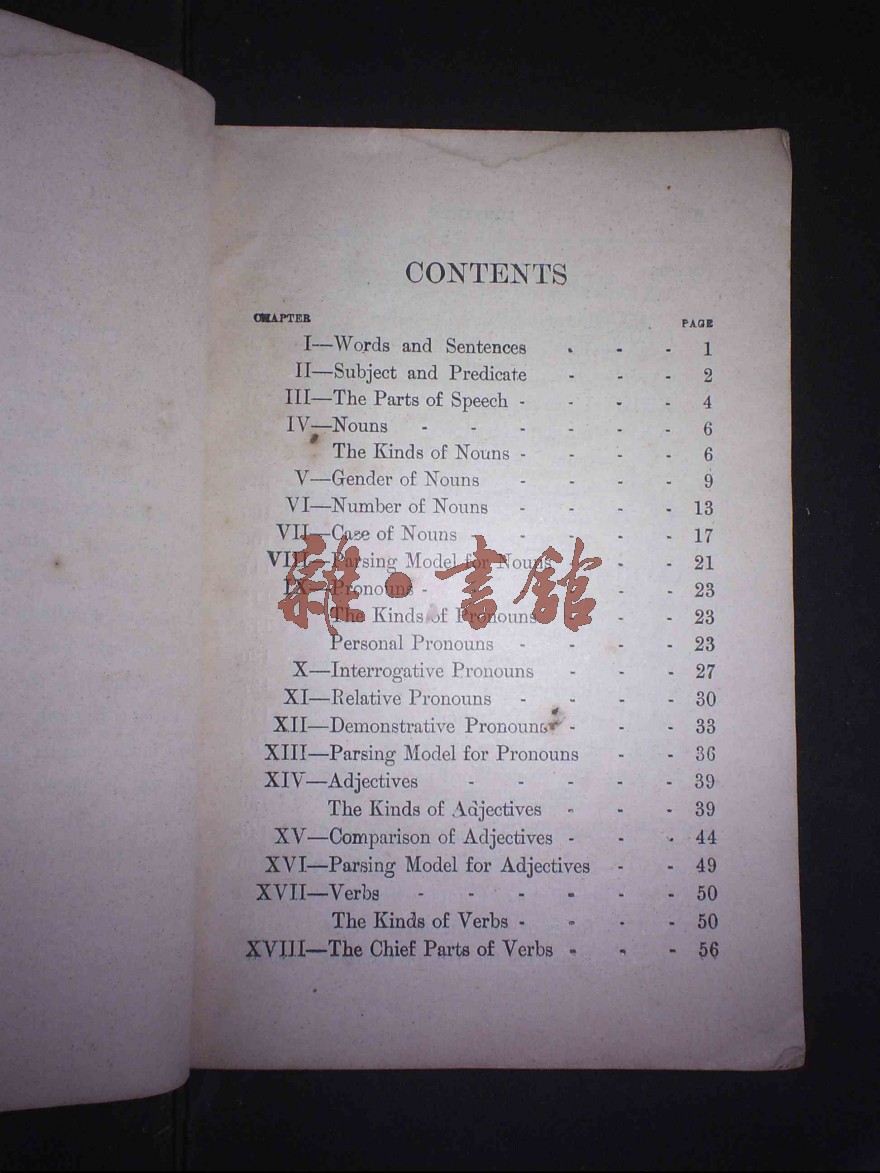 CONTENTS
CHAPTER PAGE
I—Words and Sentences - - - 1
II—Subject and Predicate - - - 2
III—The Parts of Speech - - - - 4
IV—Nouns - - - - - - 6
The Kinds of Nouns - - - - 6
V—Gender of Nouns - - - - 9
VI—Number of Nouns - - - - 13
VII—Case of Nouns - - - - - 17
VIII—Parsing Model for Nouns - - 21
IX—Pronouns - - - 23
The Kinds of Pronouns - - - 23
Personal Pronouns - - - - 23
X—Interrogative Pronouns - - - 27
XI—Relative Pronouns - - - - 30
XII—Demonstrative Pronouns - - - 33
XIII—Parsing Model for Pronouns - - 36
XIV—Adjectives - - - - - 39
The Kinds of Adjectives - - - 39
XV—Comparison of Adjectives - - - 44
XVI—Parsing Model for Adjectives - - 49
XVII—Verbs - - - - - - 50
The Kinds of Verbs - - - - 50
XVIII—The Chief Parts of Verbs - - - 56
雜·書館